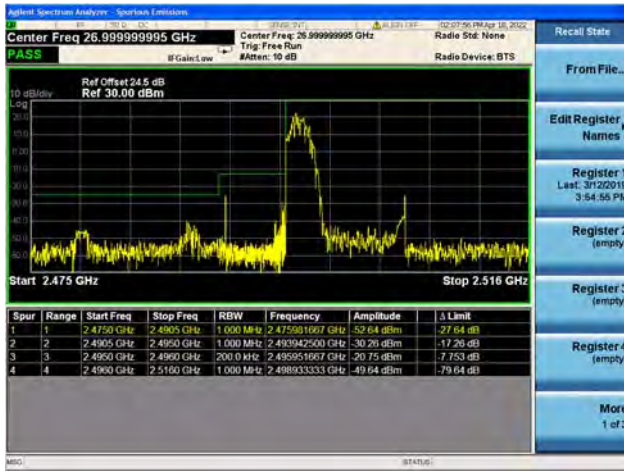 Agilent Spectrum Analyzer - Spurious Emissions
02:07:56 PM Apr 18, 2022
Center Freq 26.999999995 GHz
Center Freq: 26.999999995 GHz
Radio Std: None
Trig: Free Run
PASS
IFGain:Low
#Atten: 10 dB
Radio Device: BTS
Ref Offset 24.5 dB
10 dB/div
Ref 30.00 dBm
Log
Start 2.475 GHz
Stop 2.516 GHz
Spur Range Start Freq Stop Freq RBW Frequency Amplitude Δ Limit
1 1 2.4750 GHz 2.4905 GHz 1.000 MHz 2.475981667 GHz -52.64 dBm -27.64 dB
2 2 2.4905 GHz 2.4950 GHz 1.000 MHz 2.493942500 GHz -30.26 dBm -17.26 dB
3 3 2.4950 GHz 2.4960 GHz 200.0 kHz 2.495951667 GHz -20.75 dBm -7.753 dB
4 4 2.4960 GHz 2.5160 GHz 1.000 MHz 2.498933333 GHz -49.64 dBm -79.64 dB
MSG
STATUS
Recall State
From File...
Edit Register
Names
Register 1
Last: 3/12/2019
3:54:55 PM
Register 2
(empty)
Register 3
(empty)
Register 4
(empty)
More
1 of